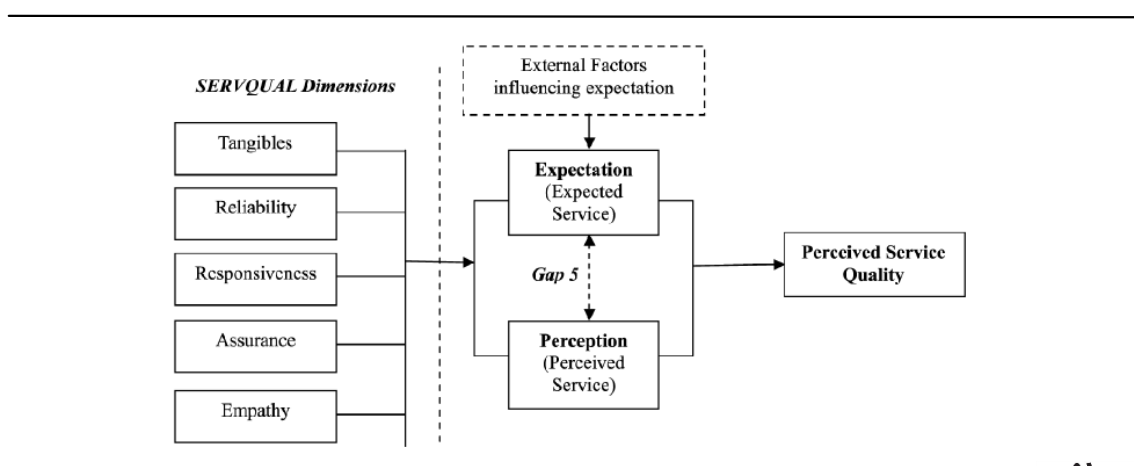 External Factors
influencing expectation
SERVQUAL Dimensions
Tangibles
Reliability
Responsiveness
Assurance
Empathy
Expectation
(Expected
Service)
Gap 5
Perception
(Perceived
Service)
Perceived Service
Quality